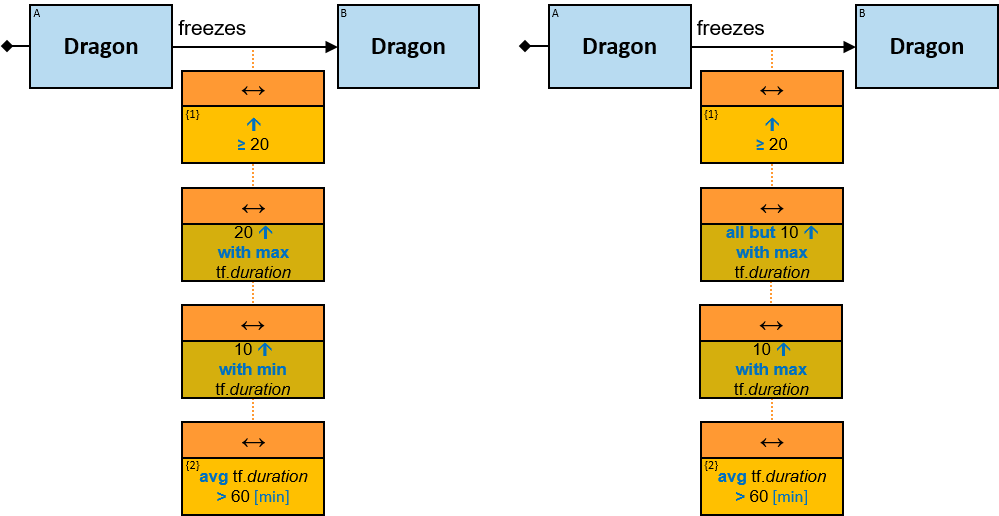 A
Dragon
freezes
B
Dragon
↔
{1}
↑
≥ 20
↔
20 ↑
with max
tf.duration
↔
10 ↑
with min
tf.duration
↔
{2}
avg tf.duration
> 60 [min]
A
Dragon
freezes
B
Dragon
↔
{1}
↑
≥ 20
↔
all but 10 ↑
with max
tf.duration
↔
10 ↑
with max
tf.duration
↔
{2}
avg tf.duration
> 60 [min]